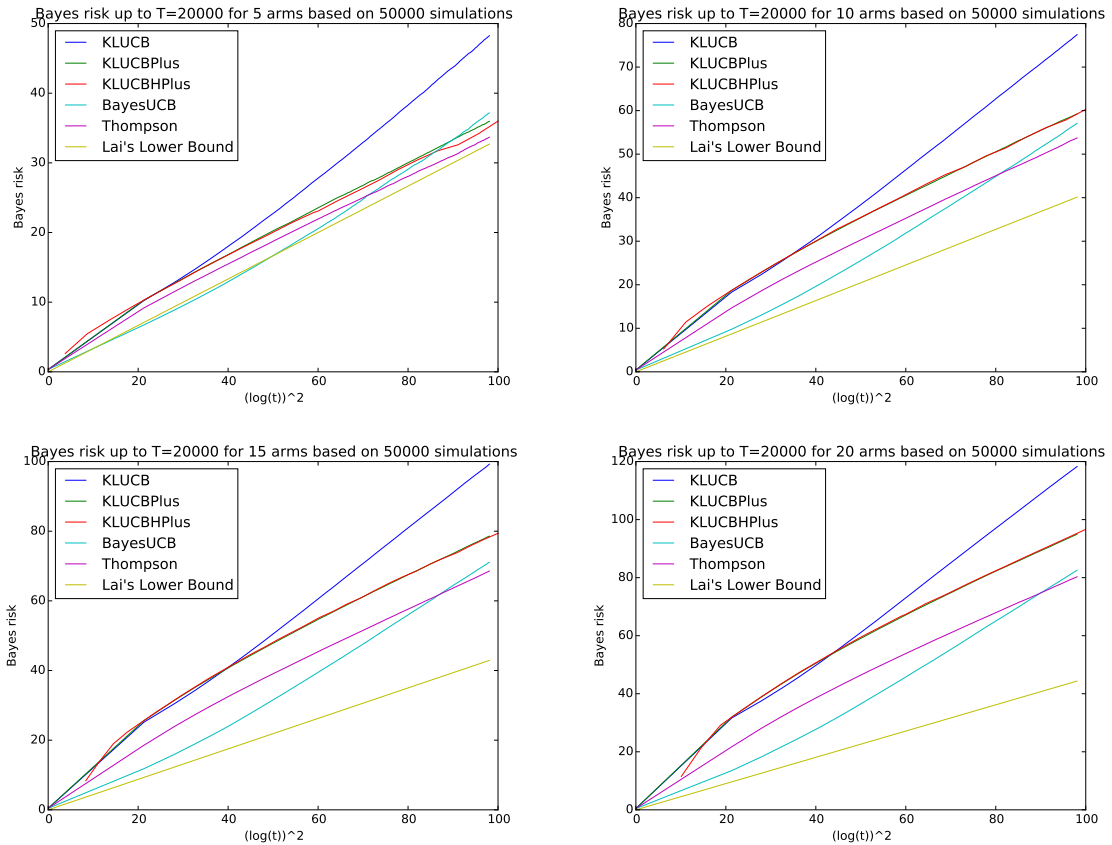 Bayes risk up to T=20000 for 5 arms based on 50000 simulations
50
40
30
20
10
0
Bayes risk
KLUCB
KLUCBPlus
KLUCBHPlus
BayesUCB
Thompson
Lai's Lower Bound
0 20 40 60 80 100
(log(t))^2
Bayes risk up to T=20000 for 10 arms based on 50000 simulations
80
70
60
50
40
30
20
10
0
Bayes risk
KLUCB
KLUCBPlus
KLUCBHPlus
BayesUCB
Thompson
Lai's Lower Bound
0 20 40 60 80 100
(log(t))^2
Bayes risk up to T=20000 for 15 arms based on 50000 simulations
100
80
60
40
20
0
Bayes risk
KLUCB
KLUCBPlus
KLUCBHPlus
BayesUCB
Thompson
Lai's Lower Bound
0 20 40 60 80 100
(log(t))^2
Bayes risk up to T=20000 for 20 arms based on 50000 simulations
120
100
80
60
40
20
0
Bayes risk
KLUCB
KLUCBPlus
KLUCBHPlus
BayesUCB
Thompson
Lai's Lower Bound
0 20 40 60 80 100
(log(t))^2